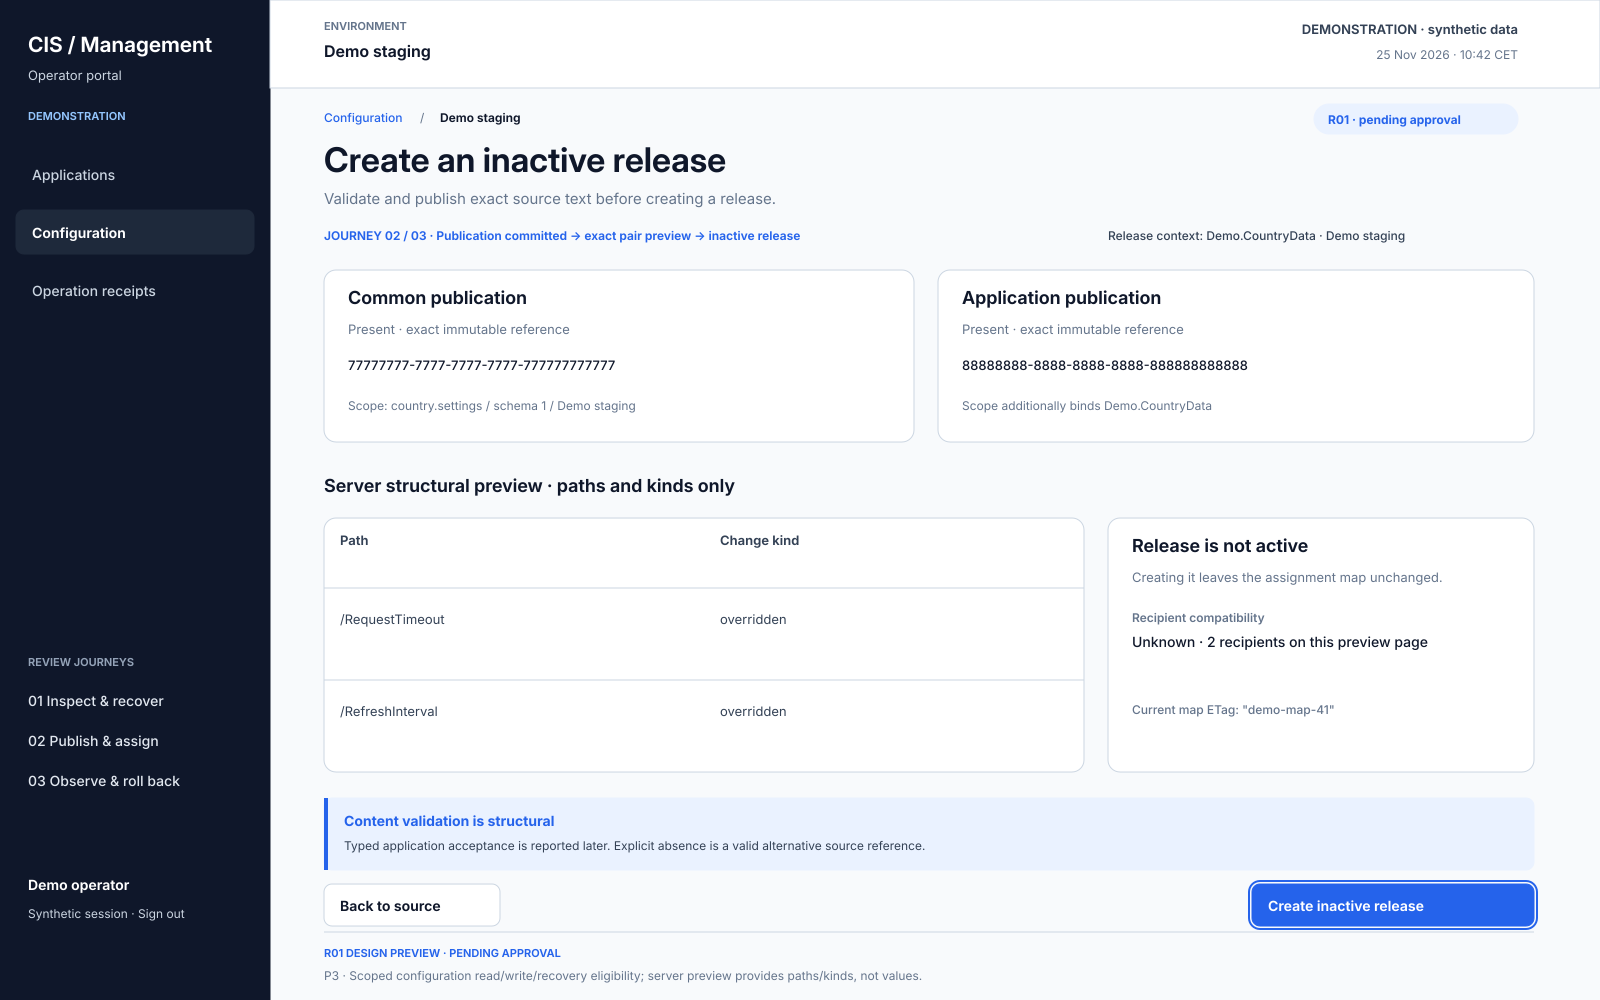 CIS / Management
Operator portal
DEMONSTRATION
Applications
Configuration
Operation receipts
REVIEW JOURNEYS
01 Inspect & recover
02 Publish & assign
03 Observe & roll back
Demo operator
Synthetic session · Sign out
ENVIRONMENT
Demo staging
DEMONSTRATION · synthetic data
25 Nov 2026 · 10:42 CET
Configuration / Demo staging
R01 · pending approval
Create an inactive release
Validate and publish exact source text before creating a release.
JOURNEY 02 / 03 · Publication committed → exact pair preview → inactive release
Release context: Demo.CountryData · Demo staging
Common publication
Present · exact immutable reference
77777777-7777-7777-7777-777777777777
Scope: country.settings / schema 1 / Demo staging
Application publication
Present · exact immutable reference
88888888-8888-8888-8888-888888888888
Scope additionally binds Demo.CountryData
Server structural preview · paths and kinds only
Path Change kind
/RequestTimeout overridden
/RefreshInterval overridden
Release is not active
Creating it leaves the assignment map unchanged.
Recipient compatibility
Unknown · 2 recipients on this preview page
Current map ETag: "demo-map-41"
Content validation is structural
Typed application acceptance is reported later. Explicit absence is a valid alternative source reference.
Back to source
Create inactive release
R01 DESIGN PREVIEW · PENDING APPROVAL
P3 · Scoped configuration read/write/recovery eligibility; server preview provides paths/kinds, not values.